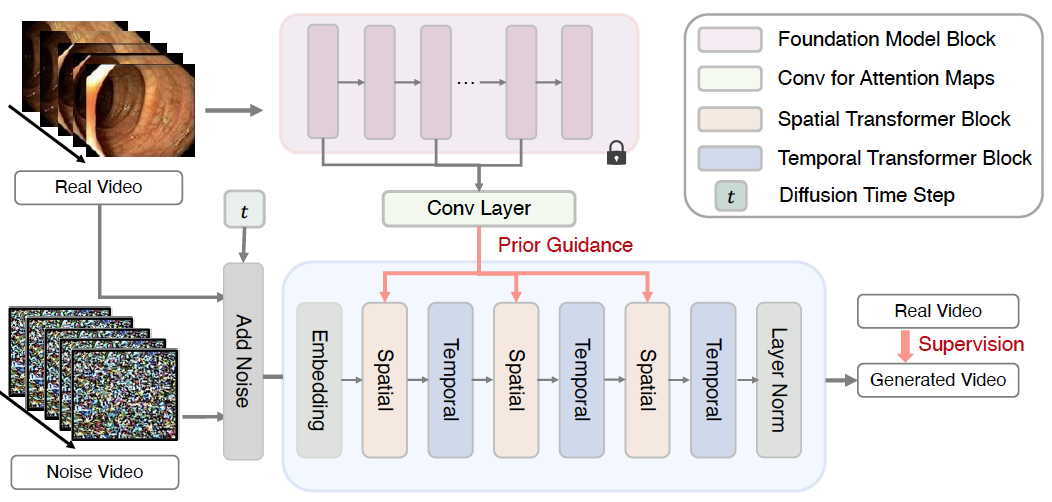 Foundation Model Block
Conv for Attention Maps
Spatial Transformer Block
Temporal Transformer Block
t
Diffusion Time Step
...
Real Video
t
Conv Layer
Prior Guidance
Add Noise
Embedding
Spatial
Temporal
Spatial
Temporal
Spatial
Temporal
Layer Norm
Real Video
Supervision
Generated Video
Noise Video